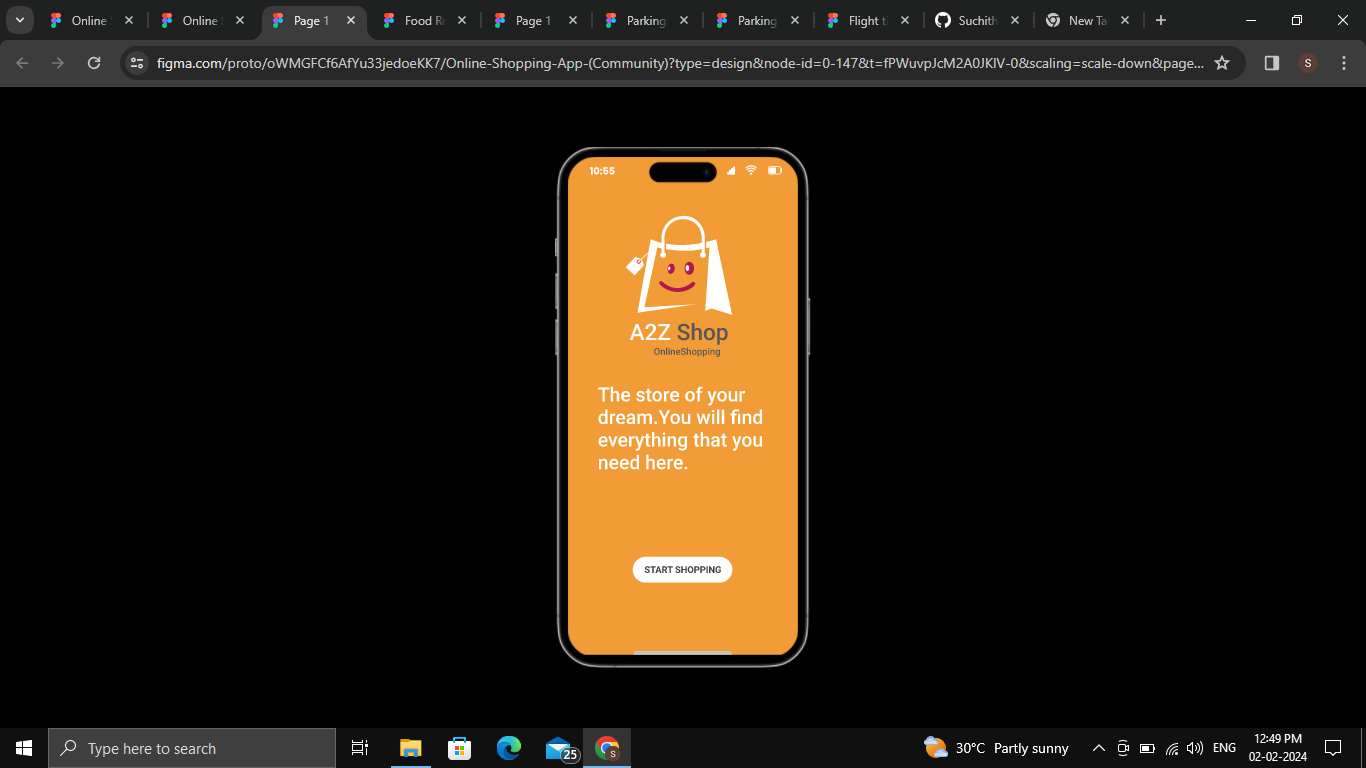 Online S
Online S
Page 1
Food Re
Page 1
Parking
Parking
Flight ti
Suchith
New Ta
figma.com/proto/oWMGFCf6AfYu33jedoeKK7/Online-Shopping-App-(Community)?type=design&node-id=0-147&t=fPWuvpJcM2A0JKIV-0&scaling=scale-down&page...
S
10:55
A2Z Shop
OnlineShopping
The store of your
dream.You will find
everything that you
need here.
START SHOPPING
Type here to search
25
S
30°C Partly sunny
ENG
12:49 PM
02-02-2024